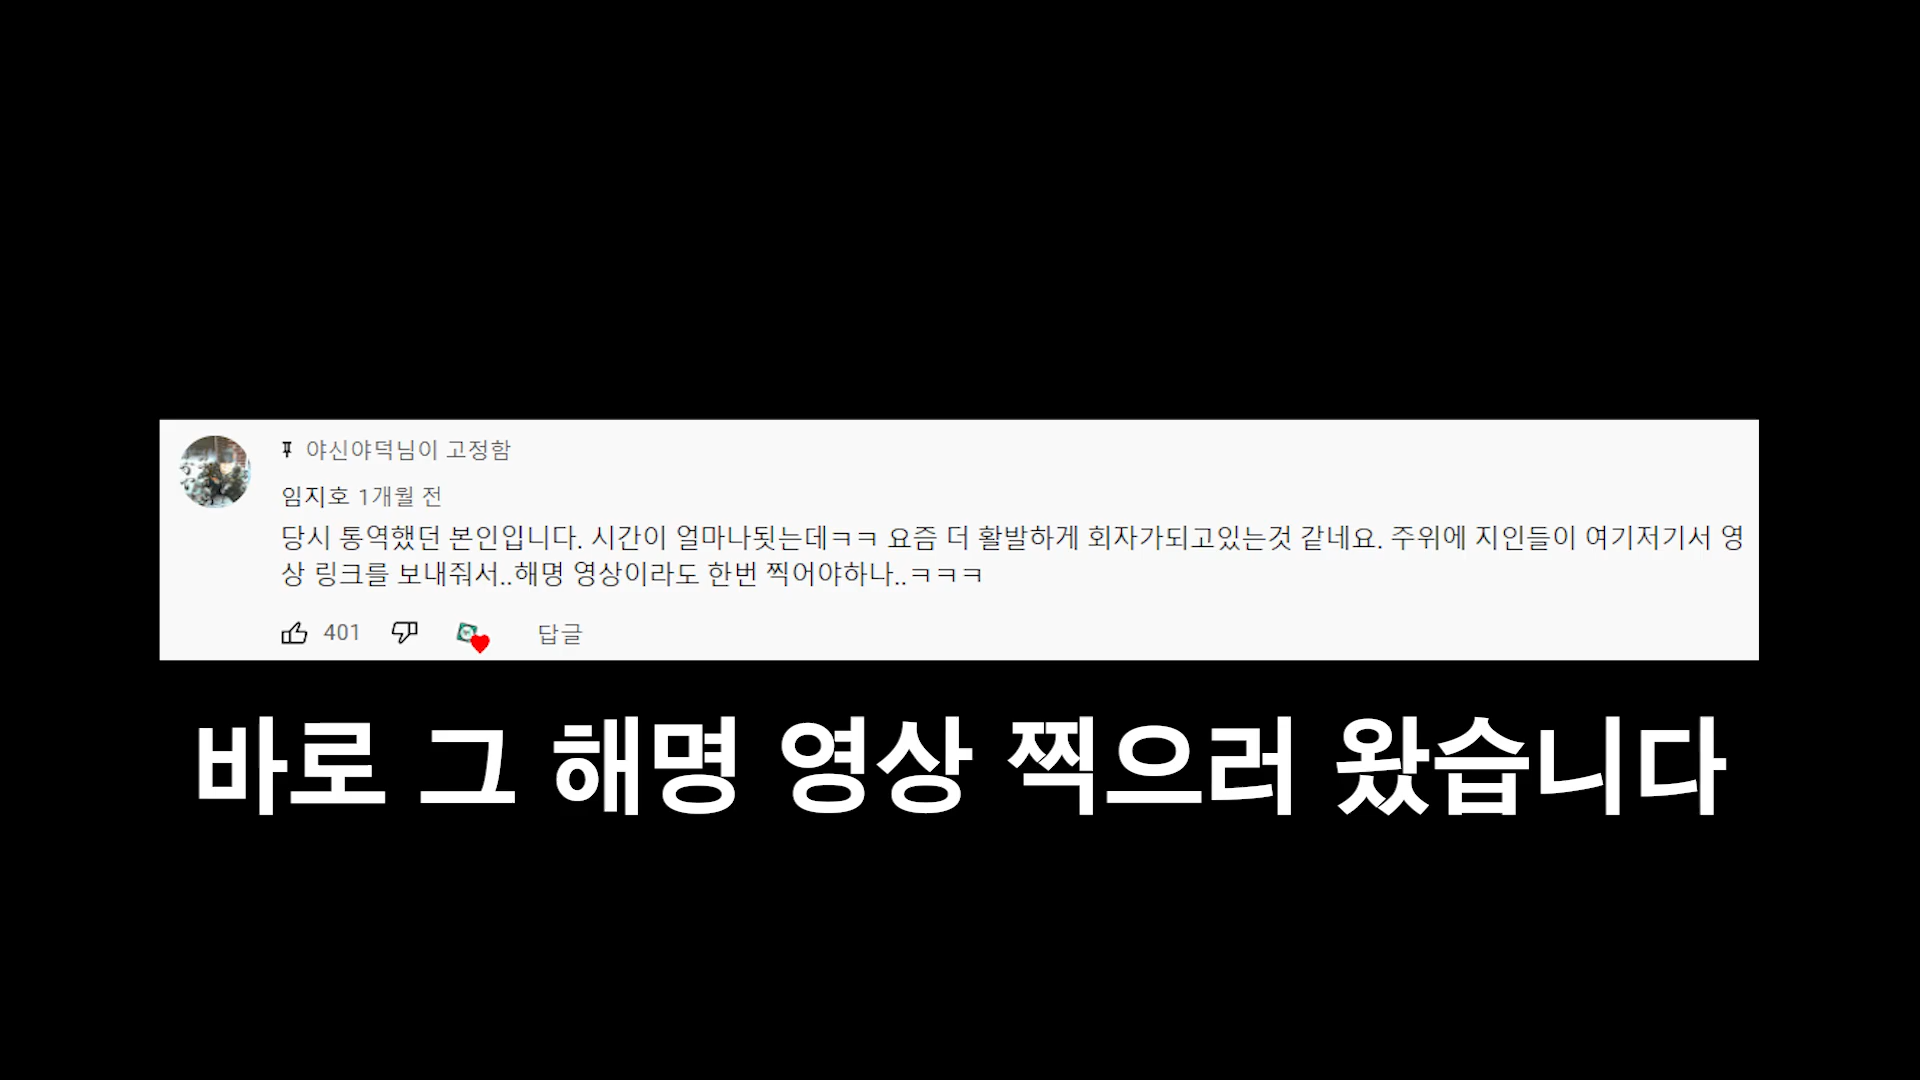 야신야덕님이 고정함
임지호 1개월 전
당시 통역했던 본인입니다. 시간이 얼마나됫는데ㅋㅋ 요즘 더 활발하게 회자가되고있는것 같네요. 주위에 지인들이 여기저기서 영
상 링크를 보내줘서..해명 영상이라도 한번 찍어야하나..ㅋㅋㅋ
401 답글
바로 그 해명 영상 찍으러 왔습니다